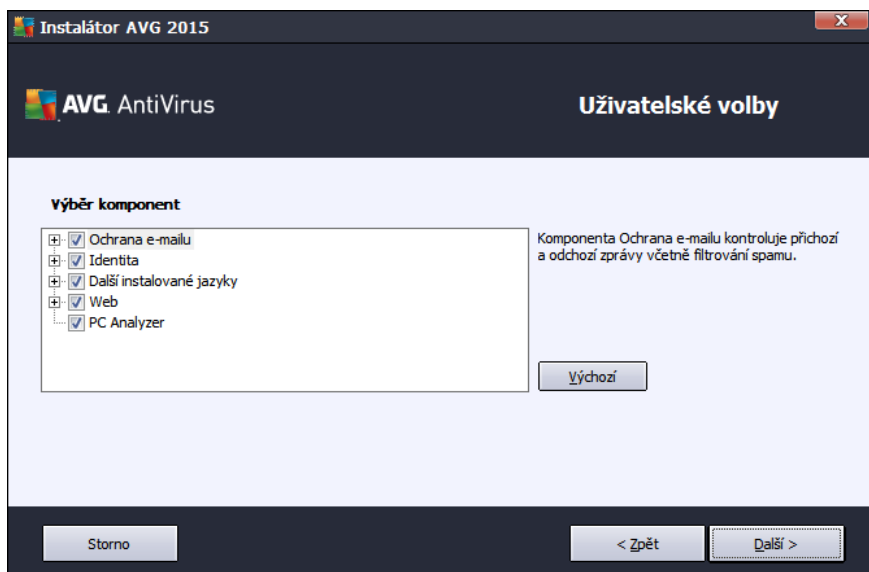 Instalátor AVG 2015
AVG. AntiVirus
Uživatelské volby
Výběr komponent
Ochrana e-mailu
Identita
Další instalované jazyky
Web
PC Analyzer
Komponenta Ochrana e-mailu kontroluje příchozí
a odchozí zprávy včetně filtrování spamu.
Výchozí
Storno
< Zpět
Další >